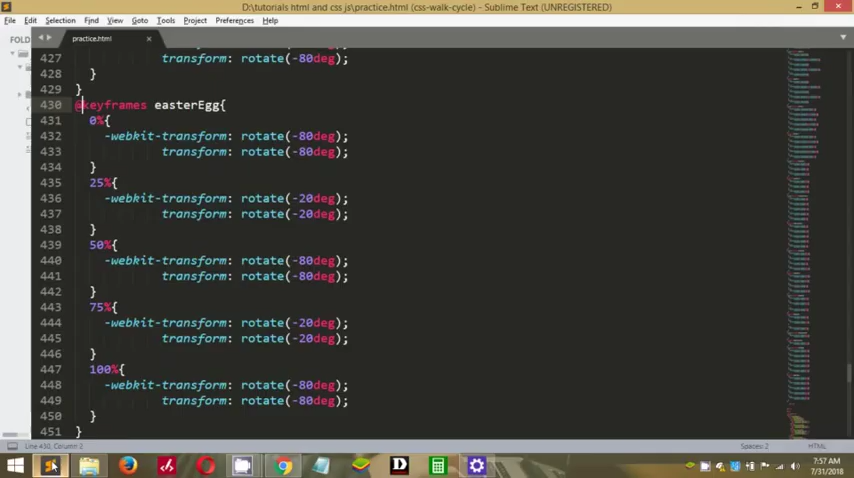 D:\tutorials html and css js\practice.html (css-walk-cycle) - Sublime Text (UNREGISTERED)
File Edit Selection Find View Goto Tools Project Preferences Help
FOLD
practice.html
427 transform: rotate(-80deg);
428 }
429 }
430 @keyframes easterEgg{
431 0%{
432 -webkit-transform: rotate(-80deg);
433 transform: rotate(-80deg);
434 }
435 25%{
436 -webkit-transform: rotate(-20deg);
437 transform: rotate(-20deg);
438 }
439 50%{
440 -webkit-transform: rotate(-80deg);
441 transform: rotate(-80deg);
442 }
443 75%{
444 -webkit-transform: rotate(-20deg);
445 transform: rotate(-20deg);
446 }
447 100%{
448 -webkit-transform: rotate(-80deg);
449 transform: rotate(-80deg);
450 }
451 }
Line 430, Column 2 Spaces: 2 HTML
7:57 AM
7/31/2018